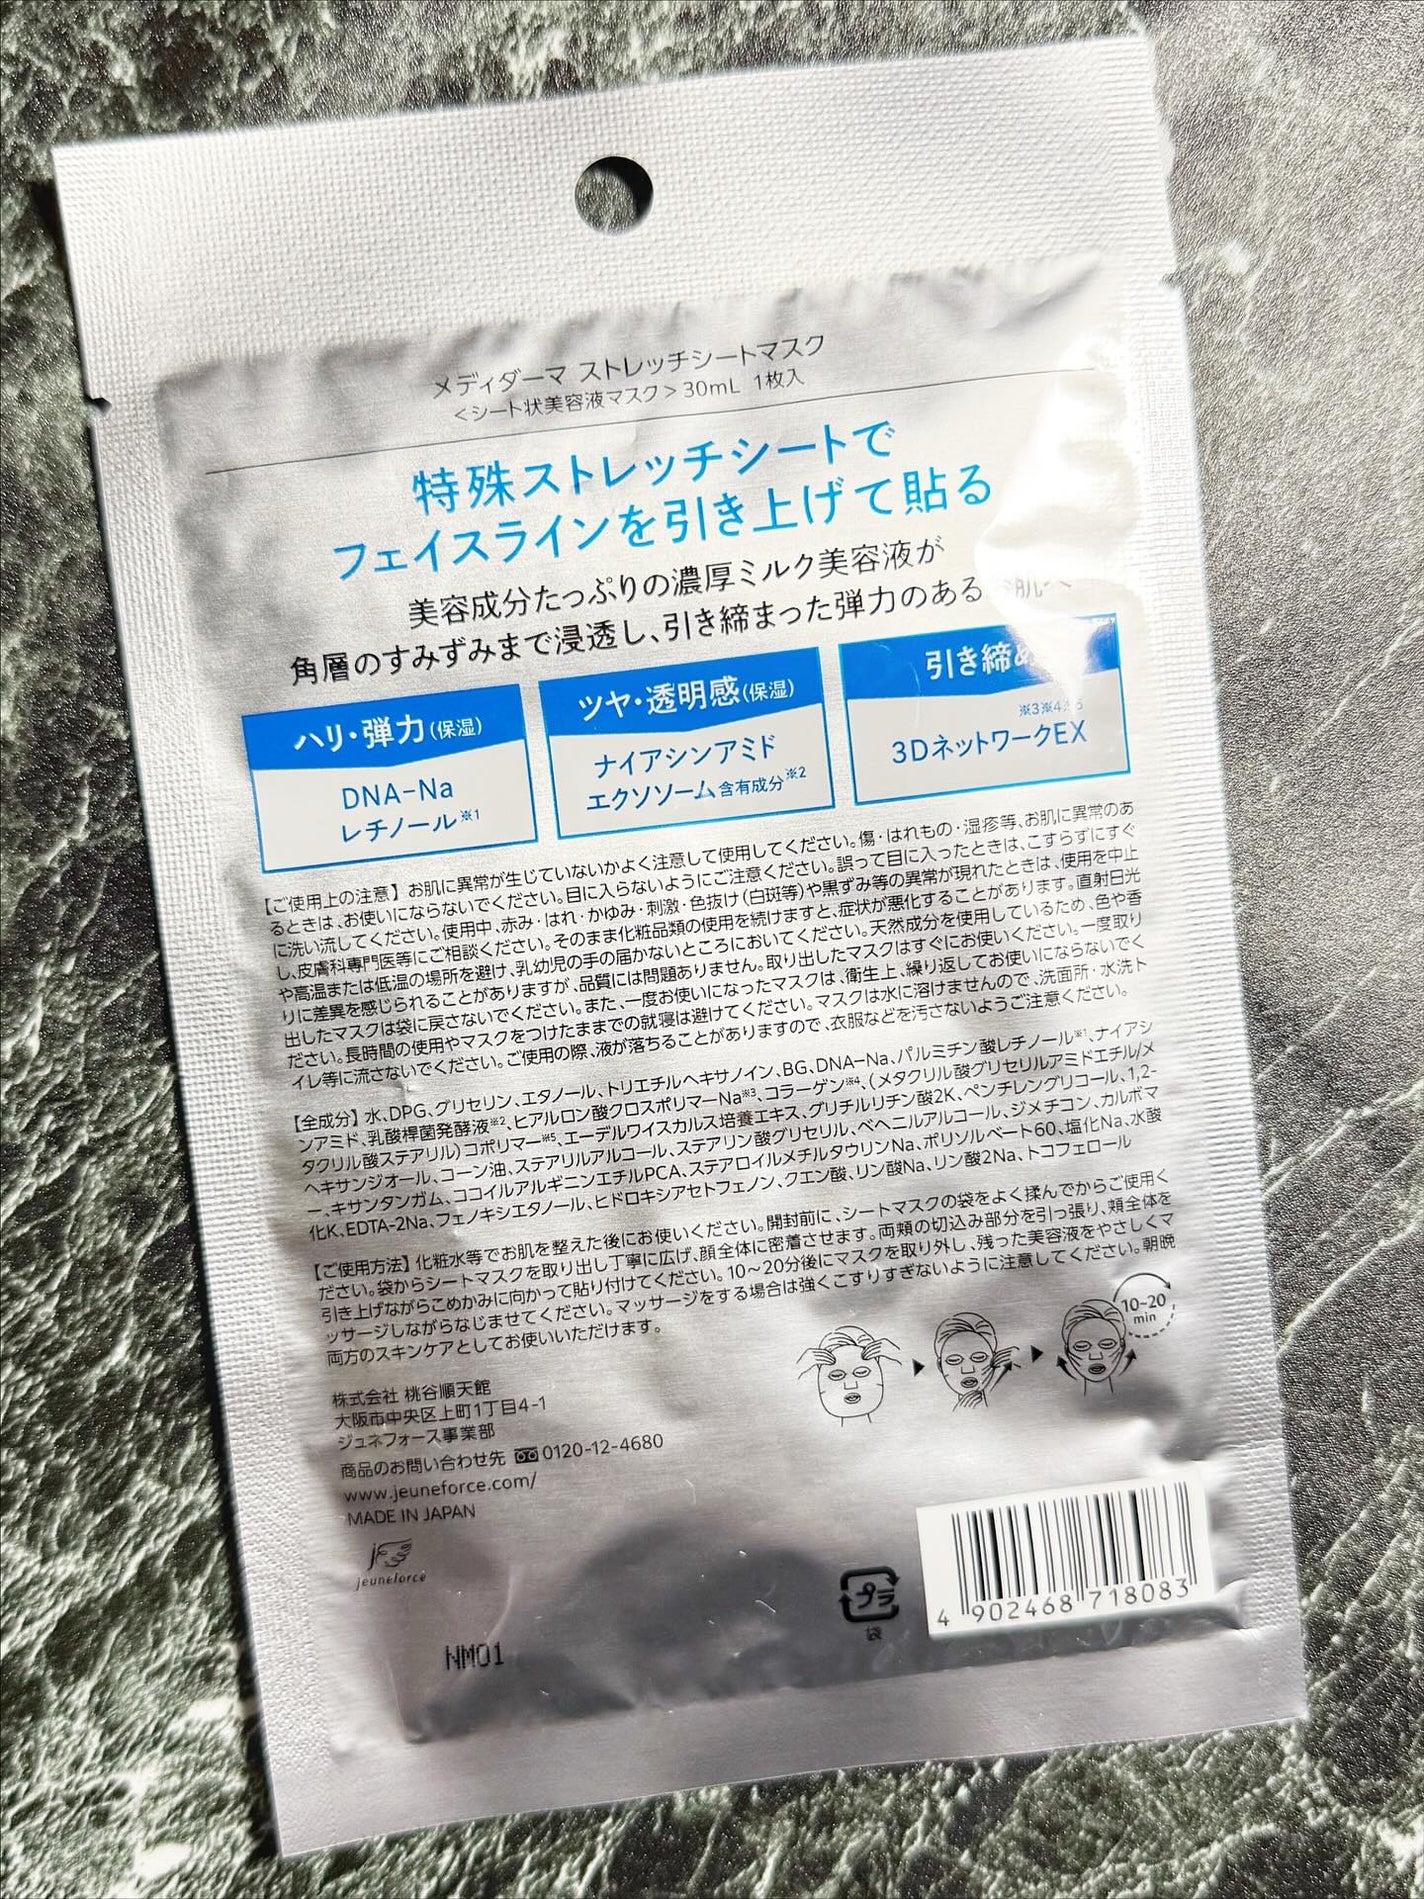 メディダーマ ストレッチシートマスク
＜シート状美容液マスク＞30mL 1枚入
特殊ストレッチシートで
フェイスラインを引き上げて貼る
美容成分たっぷりの濃厚ミルク美容液が
角層のすみずみまで浸透し、引き締まった弾力のある 肌へ
ハリ・弾力(保湿)
DNA-Na
レチノール※1
ツヤ・透明感(保湿)
ナイアシンアミド
エクソソーム含有成分※2
引き締め
※3※4※5
3DネットワークEX
【ご使用上の注意】お肌に異常が生じていないかよく注意して使用してください。傷・はれもの・湿疹等、お肌に異常のあ
るときは、お使いにならないでください。目に入らないようにご注意ください。誤って目に入ったときは、こすらずにすぐ
に洗い流してください。使用中、赤み・はれ・かゆみ・刺激・色抜け(白斑等)や黒ずみ等の異常が現れたときは、使用を中止
し、皮膚科専門医等にご相談ください。そのまま化粧品類の使用を続けますと、症状が悪化することがあります。直射日光
や高温または低温の場所を避け、乳幼児の手の届かないところにおいてください。天然成分を使用しているため、色や香
りに差異を感じられることがありますが、品質には問題ありません。取り出したマスクはすぐにお使いください。一度取り
出したマスクは袋に戻さないでください。また、一度お使いになったマスクは、衛生上、繰り返してお使いにならないでく
ださい。長時間の使用やマスクをつけたままでの就寝は避けてください。マスクは水に溶けませんので、洗面所・水洗ト
イレ等に流さないでください。ご使用の際、液が落ちることがありますので、衣服などを汚さないようご注意ください。
【全成分】水、DPG、グリセリン、エタノール、トリエチルヘキサノイン、BG、DNA-Na、パルミチン酸レチノール※1、ナイアシ
ンアミド、乳酸桿菌発酵液※2、ヒアルロン酸クロスポリマーNa※3、コラーゲン※4、(メタクリル酸グリセリルアミドエチル/メ
タクリル酸ステアリル)コポリマー※5、エーデルワイスカルス培養エキス、グリチルリチン酸2K、ペンチレングリコール、1,2-
ヘキサンジオール、コーン油、ステアリルアルコール、ステアリン酸グリセリル、ベヘニルアルコール、ジメチコン、カルボマ
ー、キサンタンガム、ココイルアルギニンエチルPCA、ステアロイルメチルタウリンNa、ポリソルベート60、塩化Na、水酸
化K、EDTA-2Na、フェノキシエタノール、ヒドロキシアセトフェノン、クエン酸、リン酸Na、リン酸2Na、トコフェロール
【ご使用方法】化粧水等でお肌を整えた後にお使いください。開封前に、シートマスクの袋をよく揉んでからご使用く
ださい。袋からシートマスクを取り出し丁寧に広げ、顔全体に密着させます。両頬の切込み部分を引っ張り、頬全体を
引き上げながらこめかみに向かって貼り付けてください。10～20分後にマスクを取り外し、残った美容液をやさしくマ
ッサージしながらなじませてください。マッサージをする場合は強くこすりすぎないように注意してください。朝晩
両方のスキンケアとしてお使いいただけます。
10-20
min
株式会社 桃谷順天館
大阪市中央区上町1丁目4-1
ジュネフォース事業部
商品のお問い合わせ先 0120-12-4680
www.jeuneforce.com/
MADE IN JAPAN
jf
jeuneforce
プラ
袋
4 902468 718083
NM01